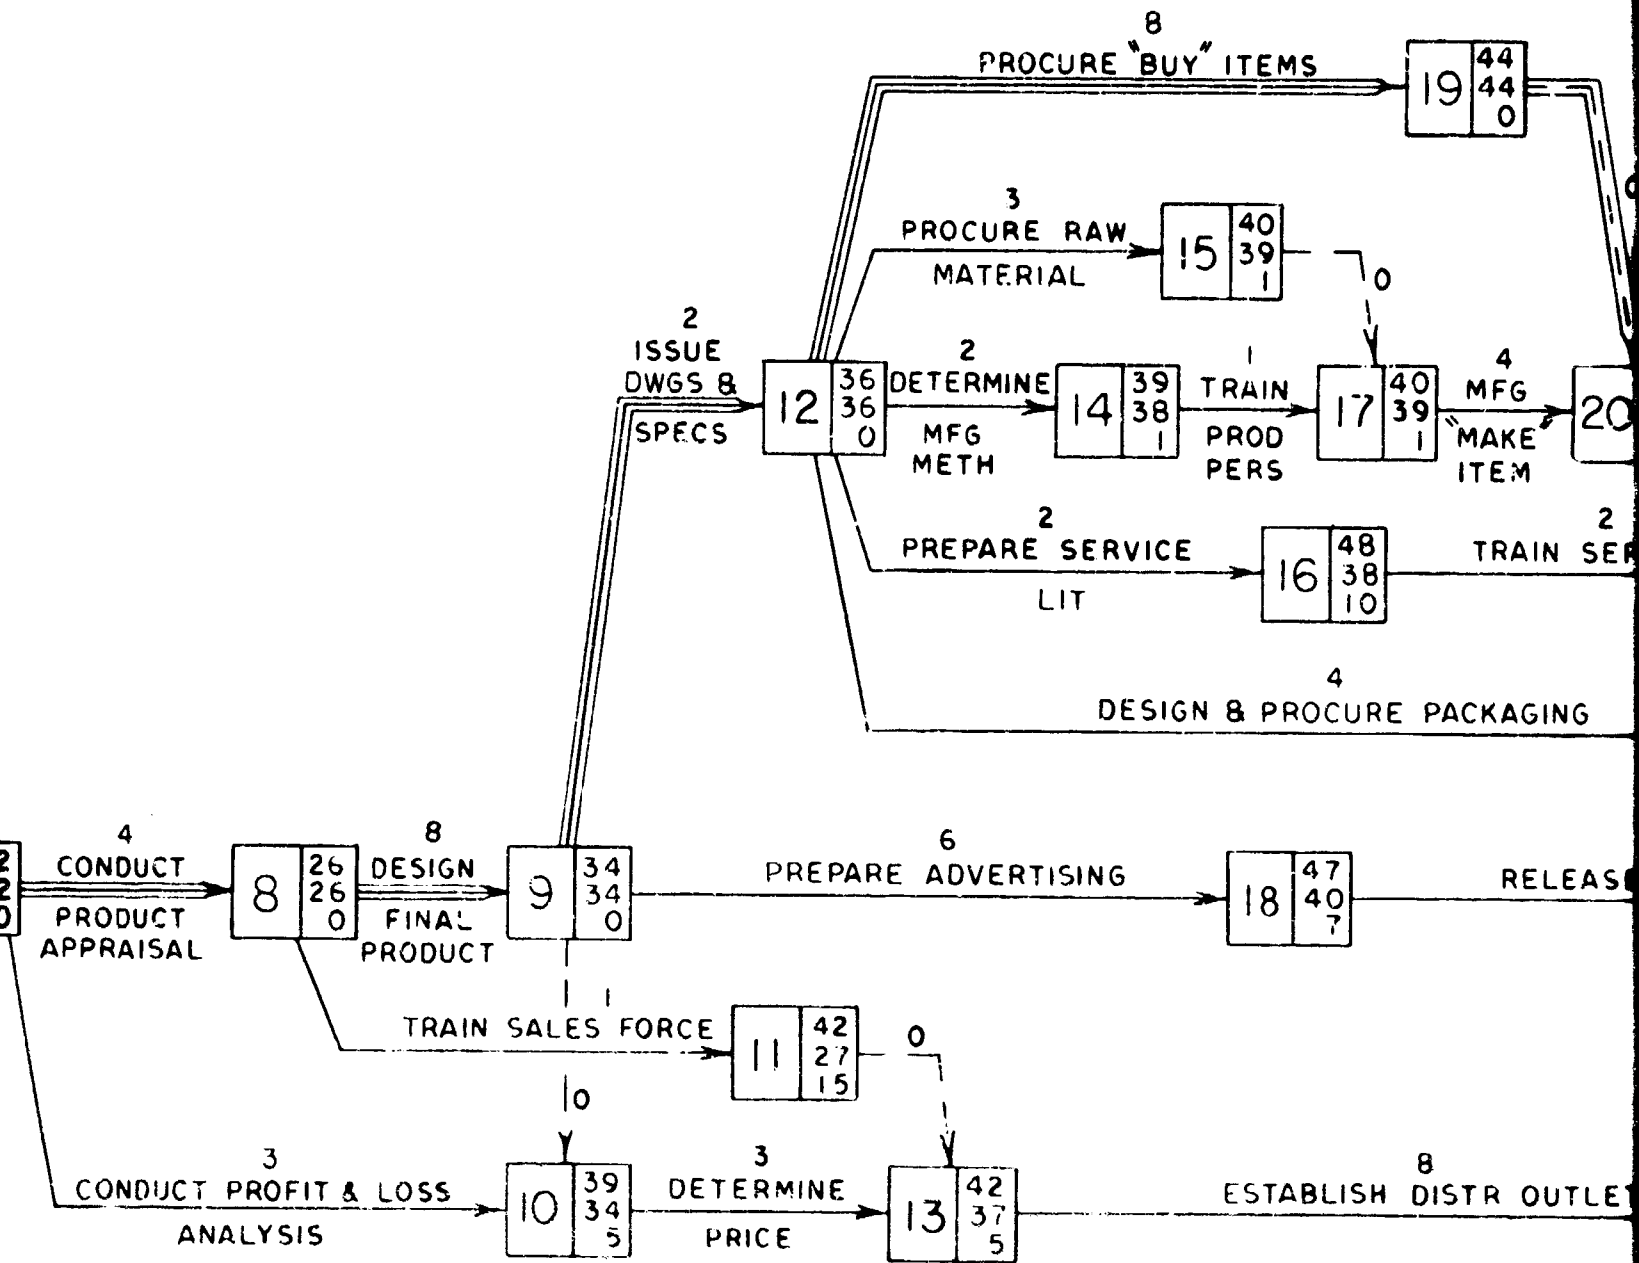 8
PROCURE "BUY" ITEMS
19
44
44
0
3
PROCURE RAW
MATERIAL
15
40
39
1
0
2
ISSUE
DWGS &
SPECS
12
36
36
0
2
DETERMINE
MFG
METH
14
39
38
1
1
TRAIN
PROD
PERS
17
40
39
1
4
MFG
"MAKE"
ITEM
20
2
PREPARE SERVICE
LIT
16
48
38
10
2
TRAIN
4
DESIGN & PROCURE PACKAGING
4
CONDUCT
PRODUCT
APPRAISAL
8
26
26
0
8
DESIGN
FINAL
PRODUCT
9
34
34
0
6
PREPARE ADVERTISING
18
47
40
7
1
TRAIN SALES FORCE
11
42
27
15
0
0
3
CONDUCT PROFIT & LOSS
ANALYSIS
10
39
34
5
3
DETERMINE
PRICE
13
42
37
5
8
ESTABLISH DISTR